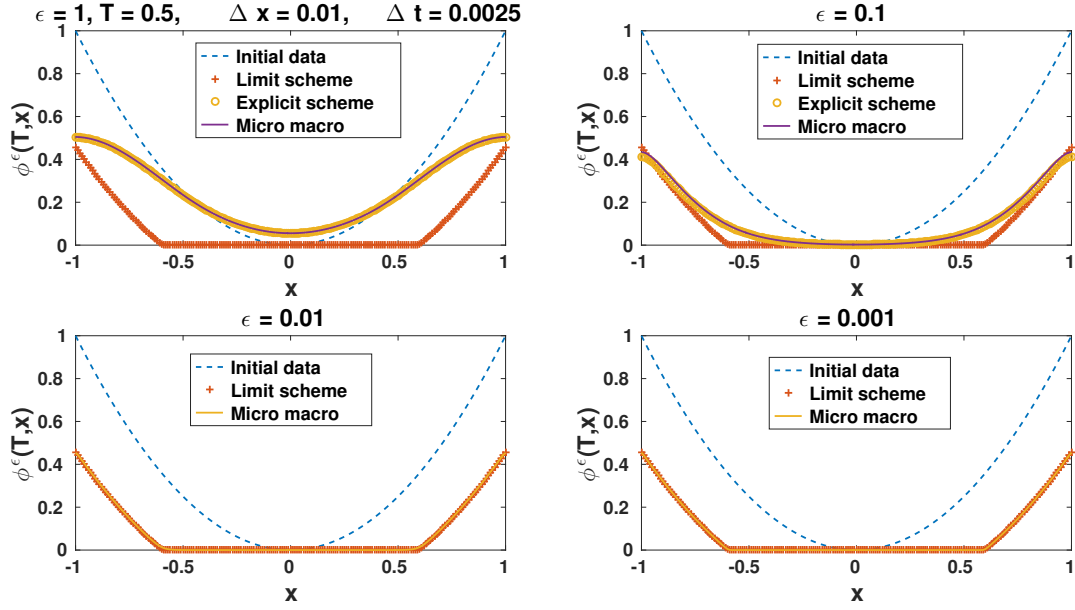 ϵ = 1, T = 0.5, Δ x = 0.01, Δ t = 0.0025
1
0.8
0.6
0.4
0.2
0
-1 -0.5 0 0.5 1
x
ϕ^ϵ(T,x)
Initial data
Limit scheme
Explicit scheme
Micro macro
ϵ = 0.1
1
0.8
0.6
0.4
0.2
0
-1 -0.5 0 0.5 1
x
ϕ^ϵ(T,x)
Initial data
Limit scheme
Explicit scheme
Micro macro
ϵ = 0.01
1
0.8
0.6
0.4
0.2
0
-1 -0.5 0 0.5 1
x
ϕ^ϵ(T,x)
Initial data
Limit scheme
Micro macro
ϵ = 0.001
1
0.8
0.6
0.4
0.2
0
-1 -0.5 0 0.5 1
x
ϕ^ϵ(T,x)
Initial data
Limit scheme
Micro macro